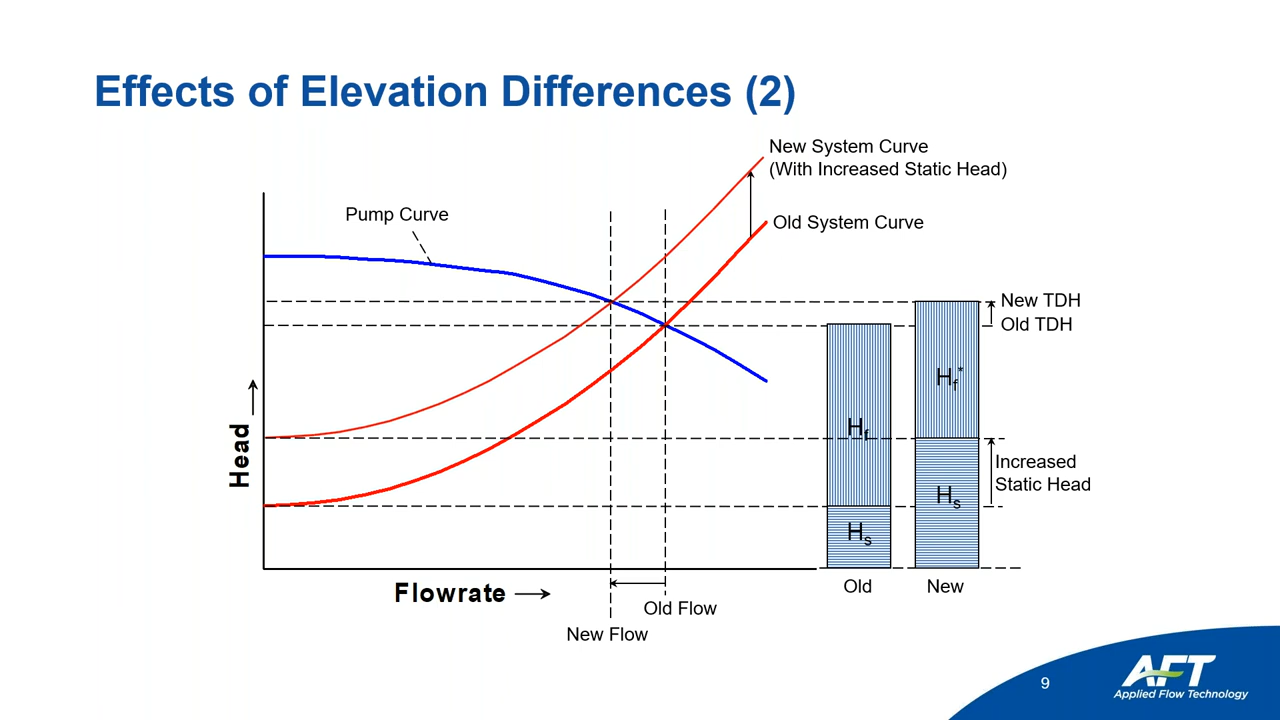 Effects of Elevation Differences (2)
New System Curve
(With Increased Static Head)
Pump Curve
Old System Curve
New TDH
Old TDH
Hf*
Hf
Head
Increased
Static Head
Hs
Hs
Flowrate
Old
New
Old Flow
New Flow
9
AFT
Applied Flow Technology